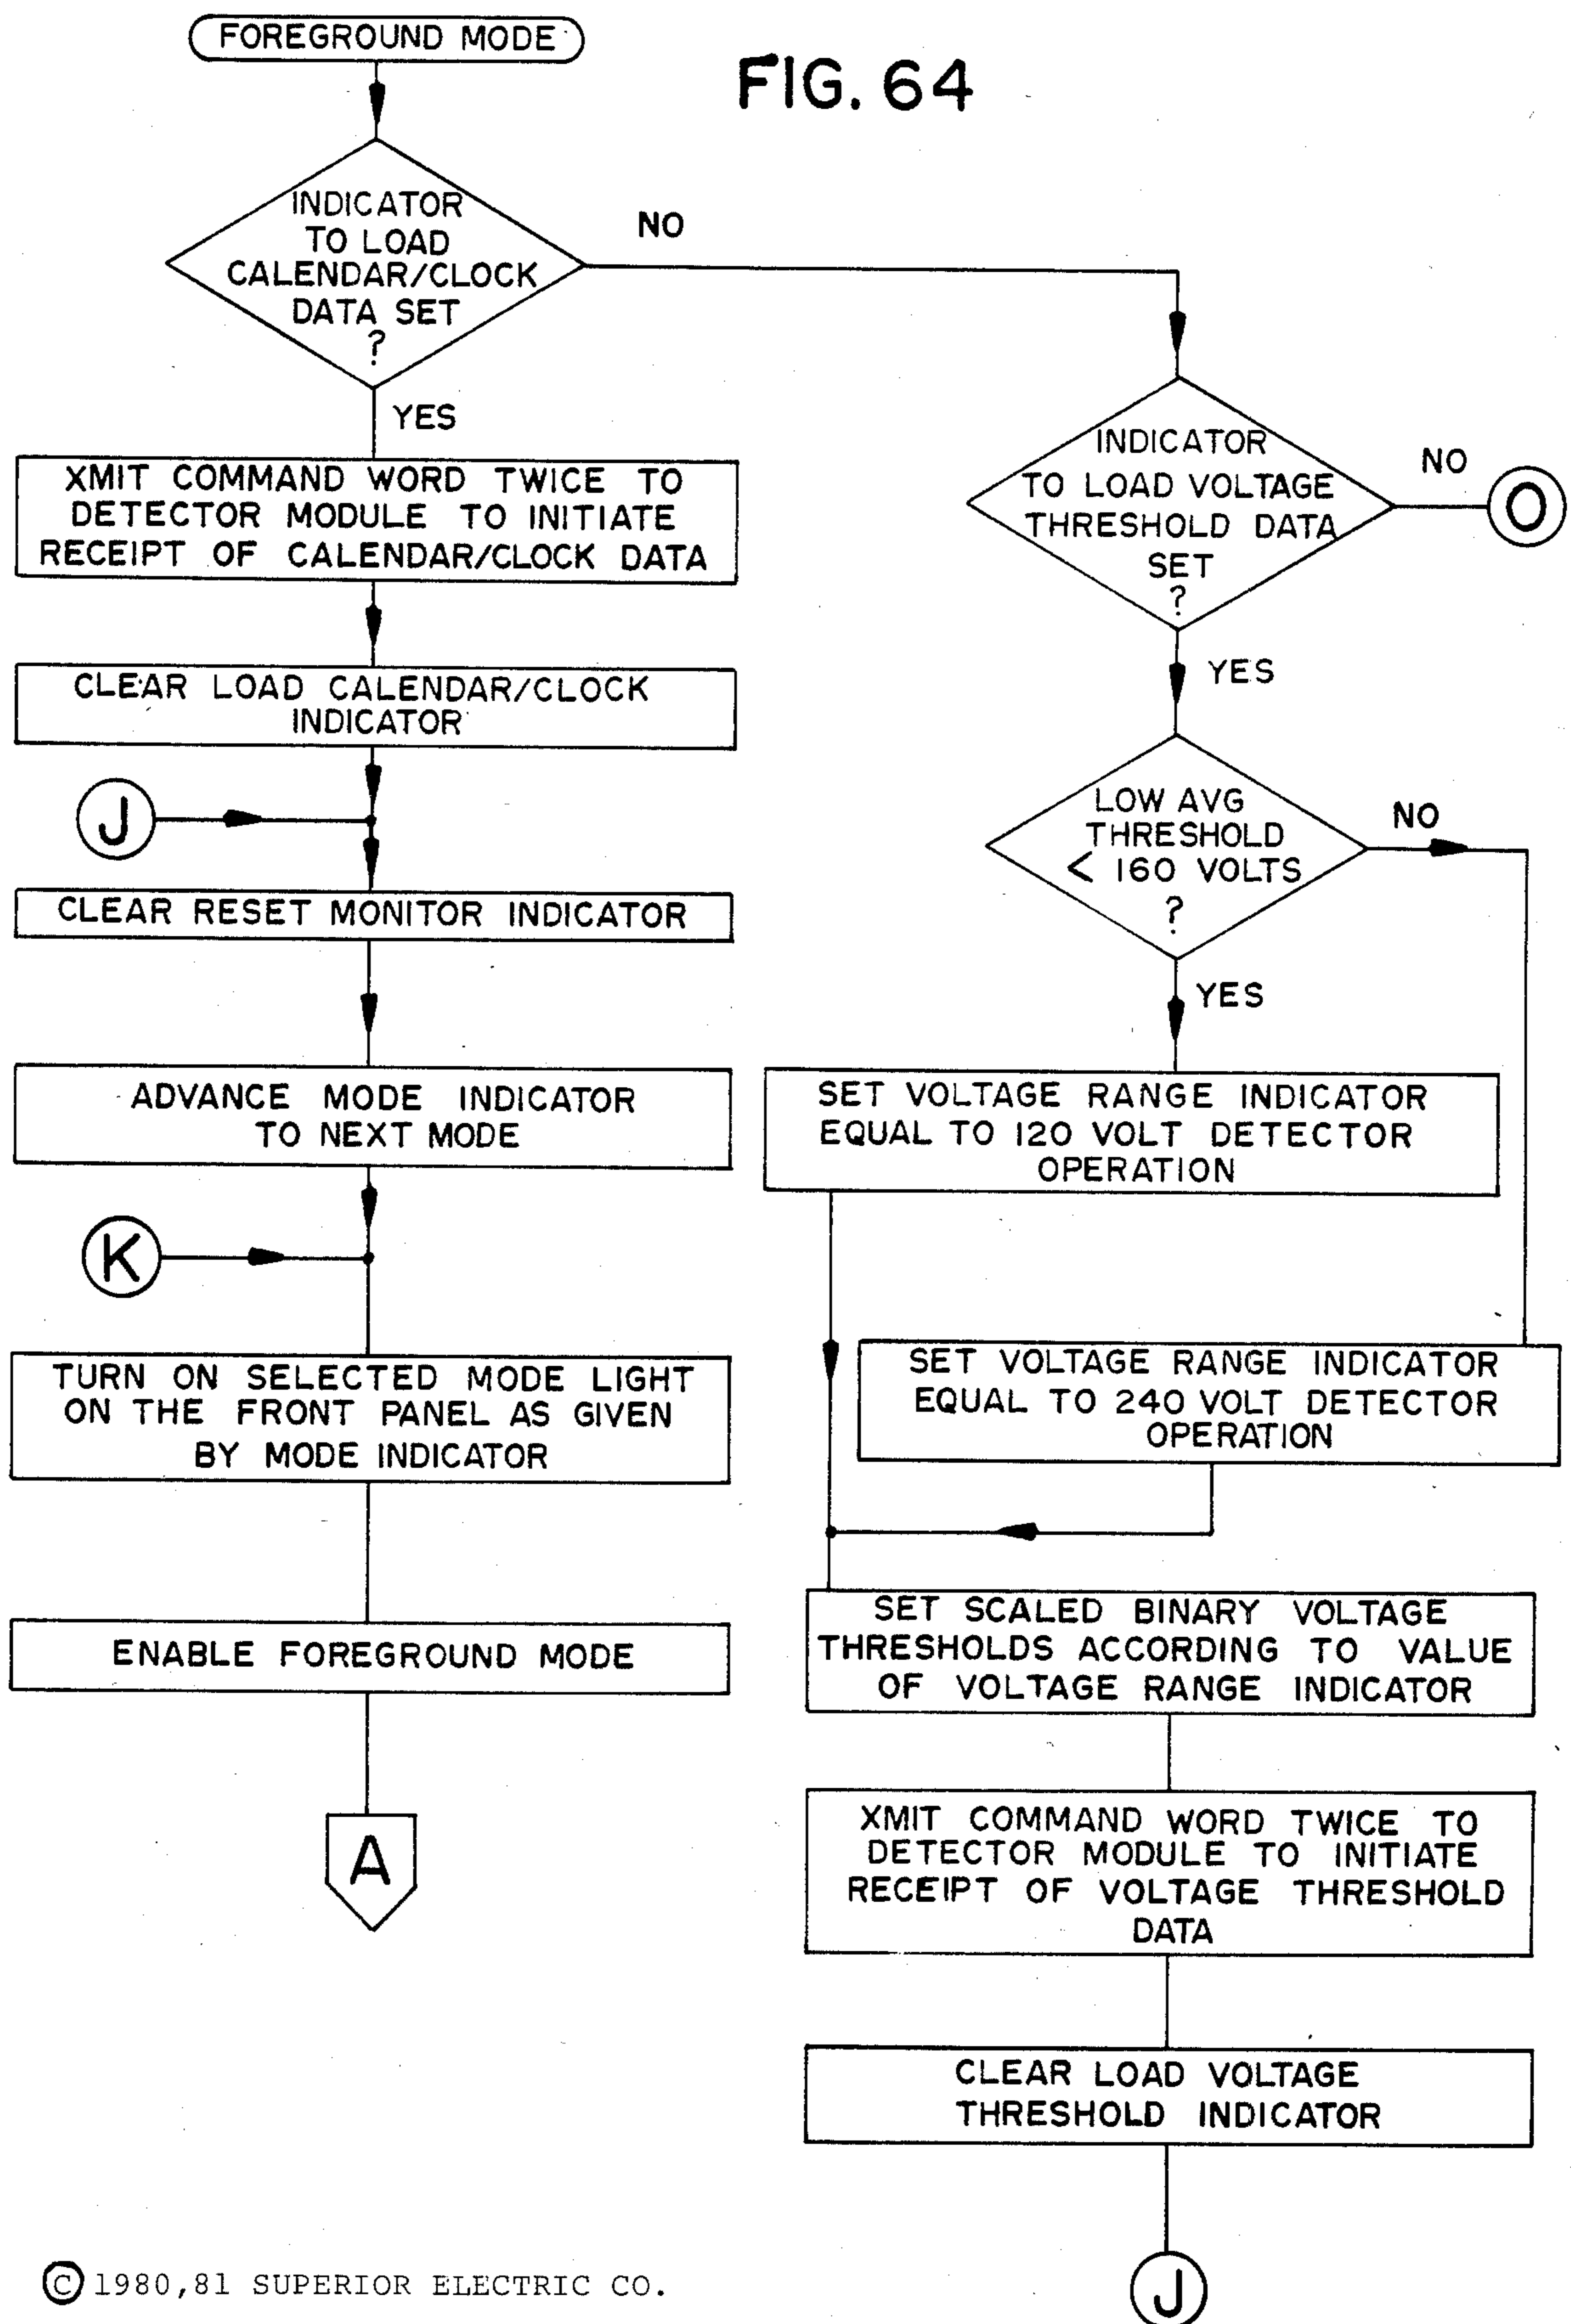 FOREGROUND MODE
FIG. 64
INDICATOR
TO LOAD
CALENDAR/CLOCK
DATA SET
?
NO
YES
XMIT COMMAND WORD TWICE TO
DETECTOR MODULE TO INITIATE
RECEIPT OF CALENDAR/CLOCK DATA
CLEAR LOAD CALENDAR/CLOCK
INDICATOR
J
CLEAR RESET MONITOR INDICATOR
ADVANCE MODE INDICATOR
TO NEXT MODE
K
TURN ON SELECTED MODE LIGHT
ON THE FRONT PANEL AS GIVEN
BY MODE INDICATOR
ENABLE FOREGROUND MODE
A
INDICATOR
TO LOAD VOLTAGE
THRESHOLD DATA
SET
?
NO
O
YES
LOW AVG
THRESHOLD
< 160 VOLTS
?
NO
YES
SET VOLTAGE RANGE INDICATOR
EQUAL TO 120 VOLT DETECTOR
OPERATION
SET VOLTAGE RANGE INDICATOR
EQUAL TO 240 VOLT DETECTOR
OPERATION
SET SCALED BINARY VOLTAGE
THRESHOLDS ACCORDING TO VALUE
OF VOLTAGE RANGE INDICATOR
XMIT COMMAND WORD TWICE TO
DETECTOR MODULE TO INITIATE
RECEIPT OF VOLTAGE THRESHOLD
DATA
CLEAR LOAD VOLTAGE
THRESHOLD INDICATOR
J
© 1980,81 SUPERIOR ELECTRIC CO.